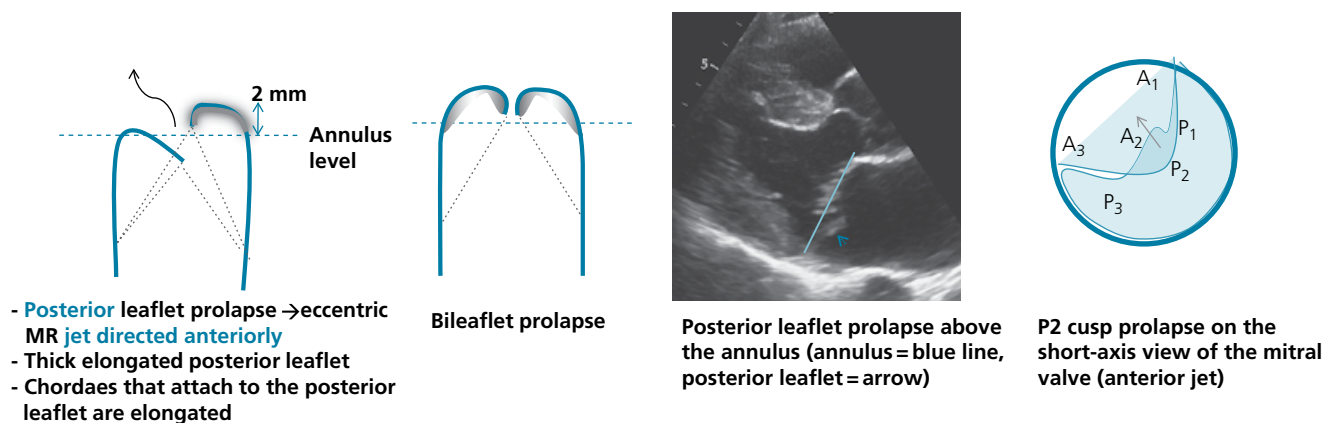 2 mm
Annulus
level
- Posterior leaflet prolapse →eccentric
MR jet directed anteriorly
- Thick elongated posterior leaflet
- Chordaes that attach to the posterior
leaflet are elongated
Bileaflet prolapse
5
Posterior leaflet prolapse above
the annulus (annulus = blue line,
posterior leaflet = arrow)
A1
A2
P1
A3
P2
P3
P2 cusp prolapse on the
short-axis view of the mitral
valve (anterior jet)